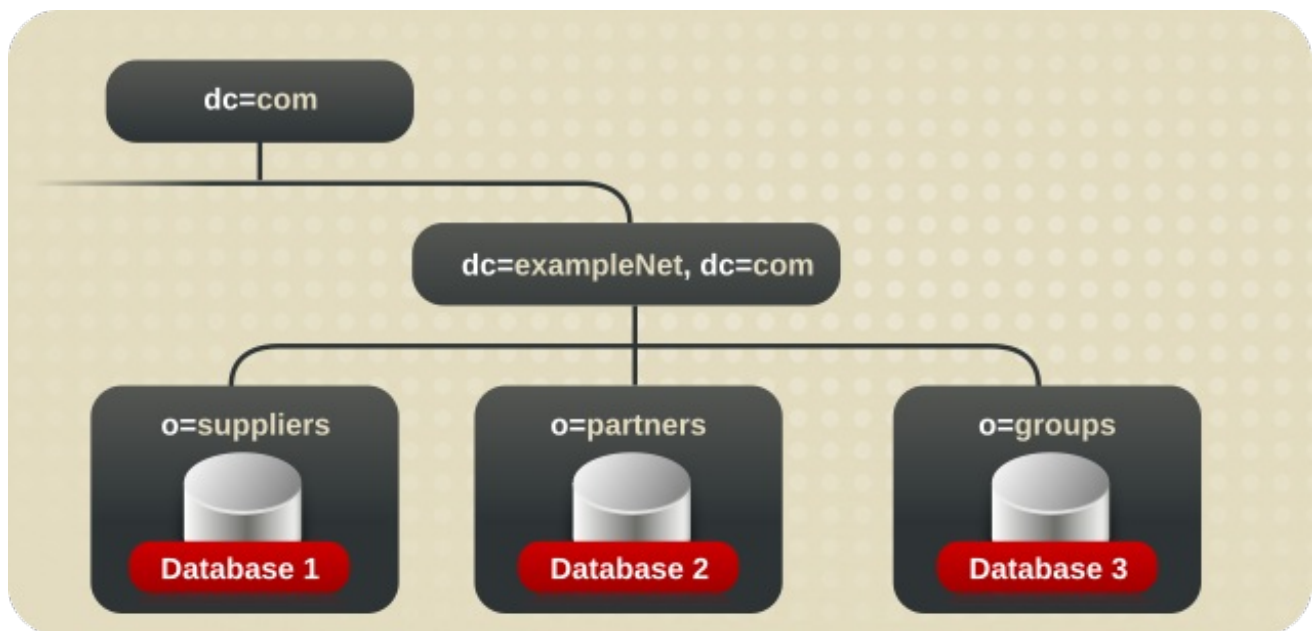 dc=com
dc=exampleNet, dc=com
o=suppliers
Database 1
o=partners
Database 2
o=groups
Database 3